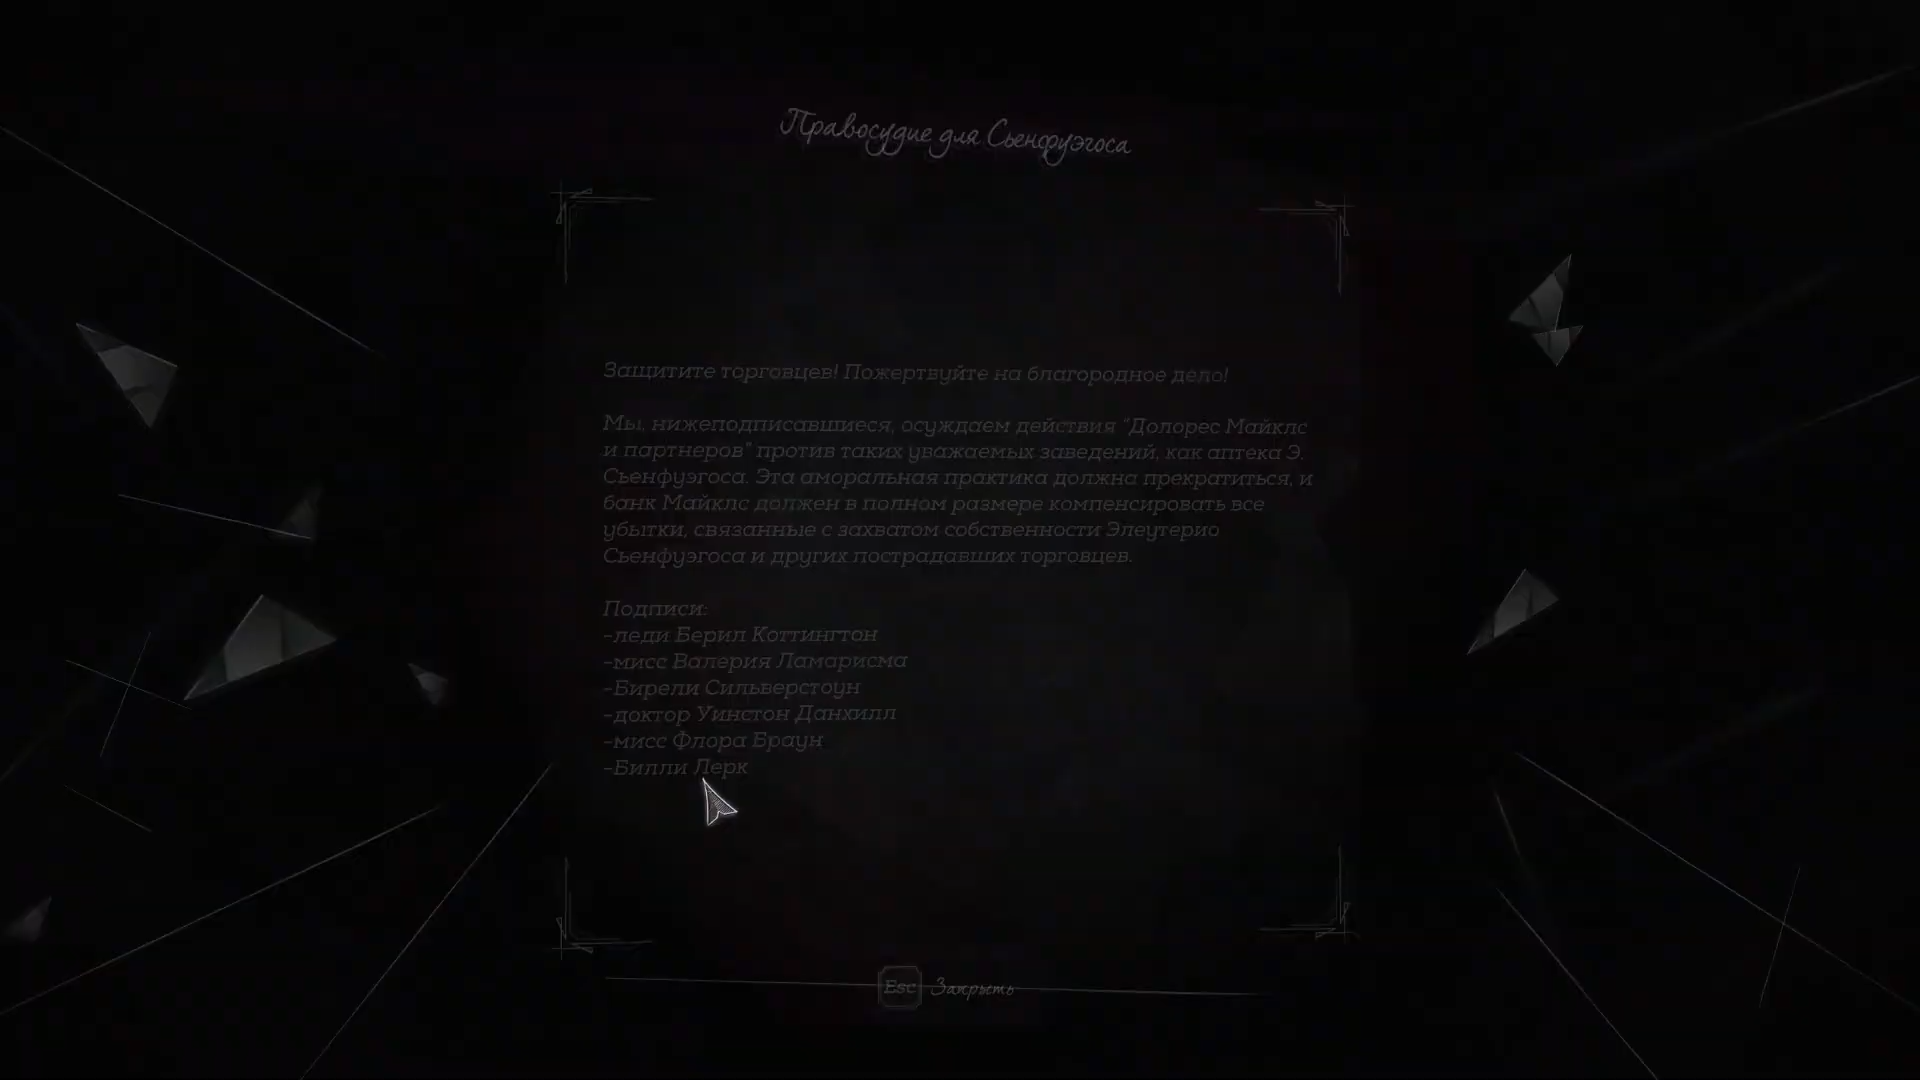 Правосудие для Сьенфуэгоса
Защитите торговцев! Пожертвуйте на благородное дело!
Мы, нижеподписавшиеся, осуждаем действия "Долорес Майклс
и партнеров" против таких уважаемых заведений, как аптека Э.
Сьенфуэгоса. Эта аморальная практика должна прекратиться, и
банк Майклс должен в полном размере компенсировать все
убытки, связанные с захватом собственности Элеутерио
Сьенфуэгоса и других пострадавших торговцев.
Подписи:
-леди Берил Коттингтон
-мисс Валерия Ламарисма
-Бирели Сильверстоун
-доктор Уинстон Данхилл
-мисс Флора Браун
-Билли Лерк
Esc Закрыть